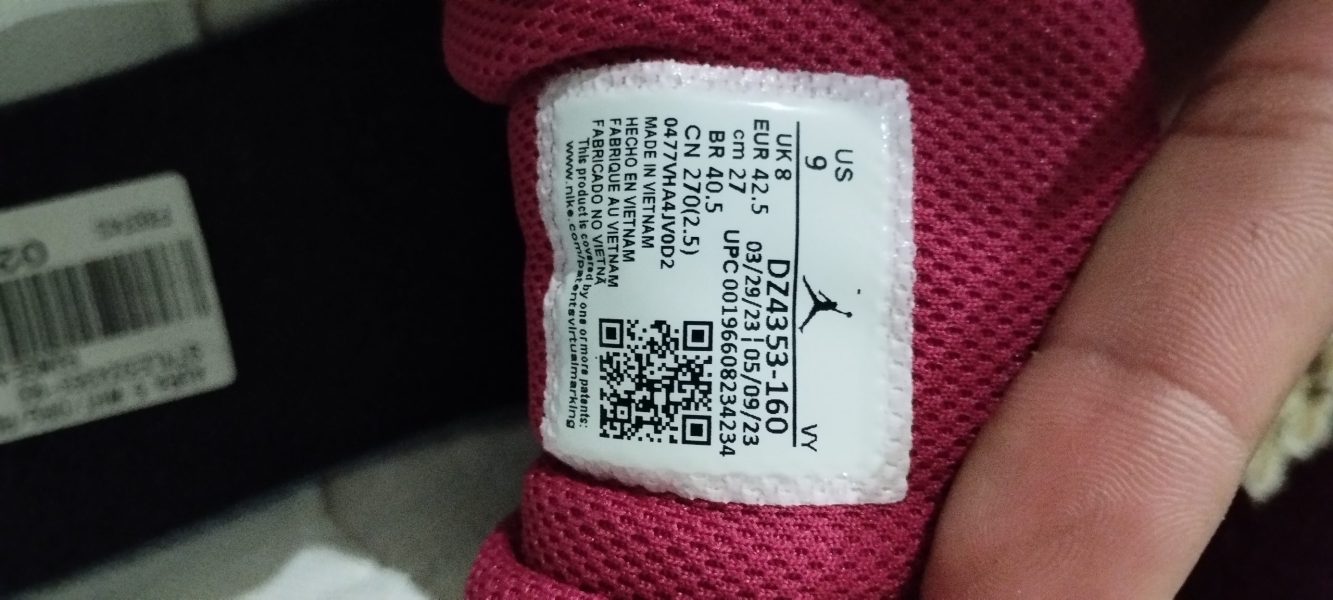 US
9
VY
UK 8
DZ4353-160
EUR 42.5
03/29/23 | 05/09/23
cm 27
UPC 00196608234234
BR 40.5
CN 270(2.5)
0477VHA4JV0D2
MADE IN VIETNAM
HECHO EN VIETNAM
FABRIQUE AU VIETNAM
FABRICADO NO VIETNÃ
This product is covered by one or more patents:
www.nike.com/patentsvirtualmarking